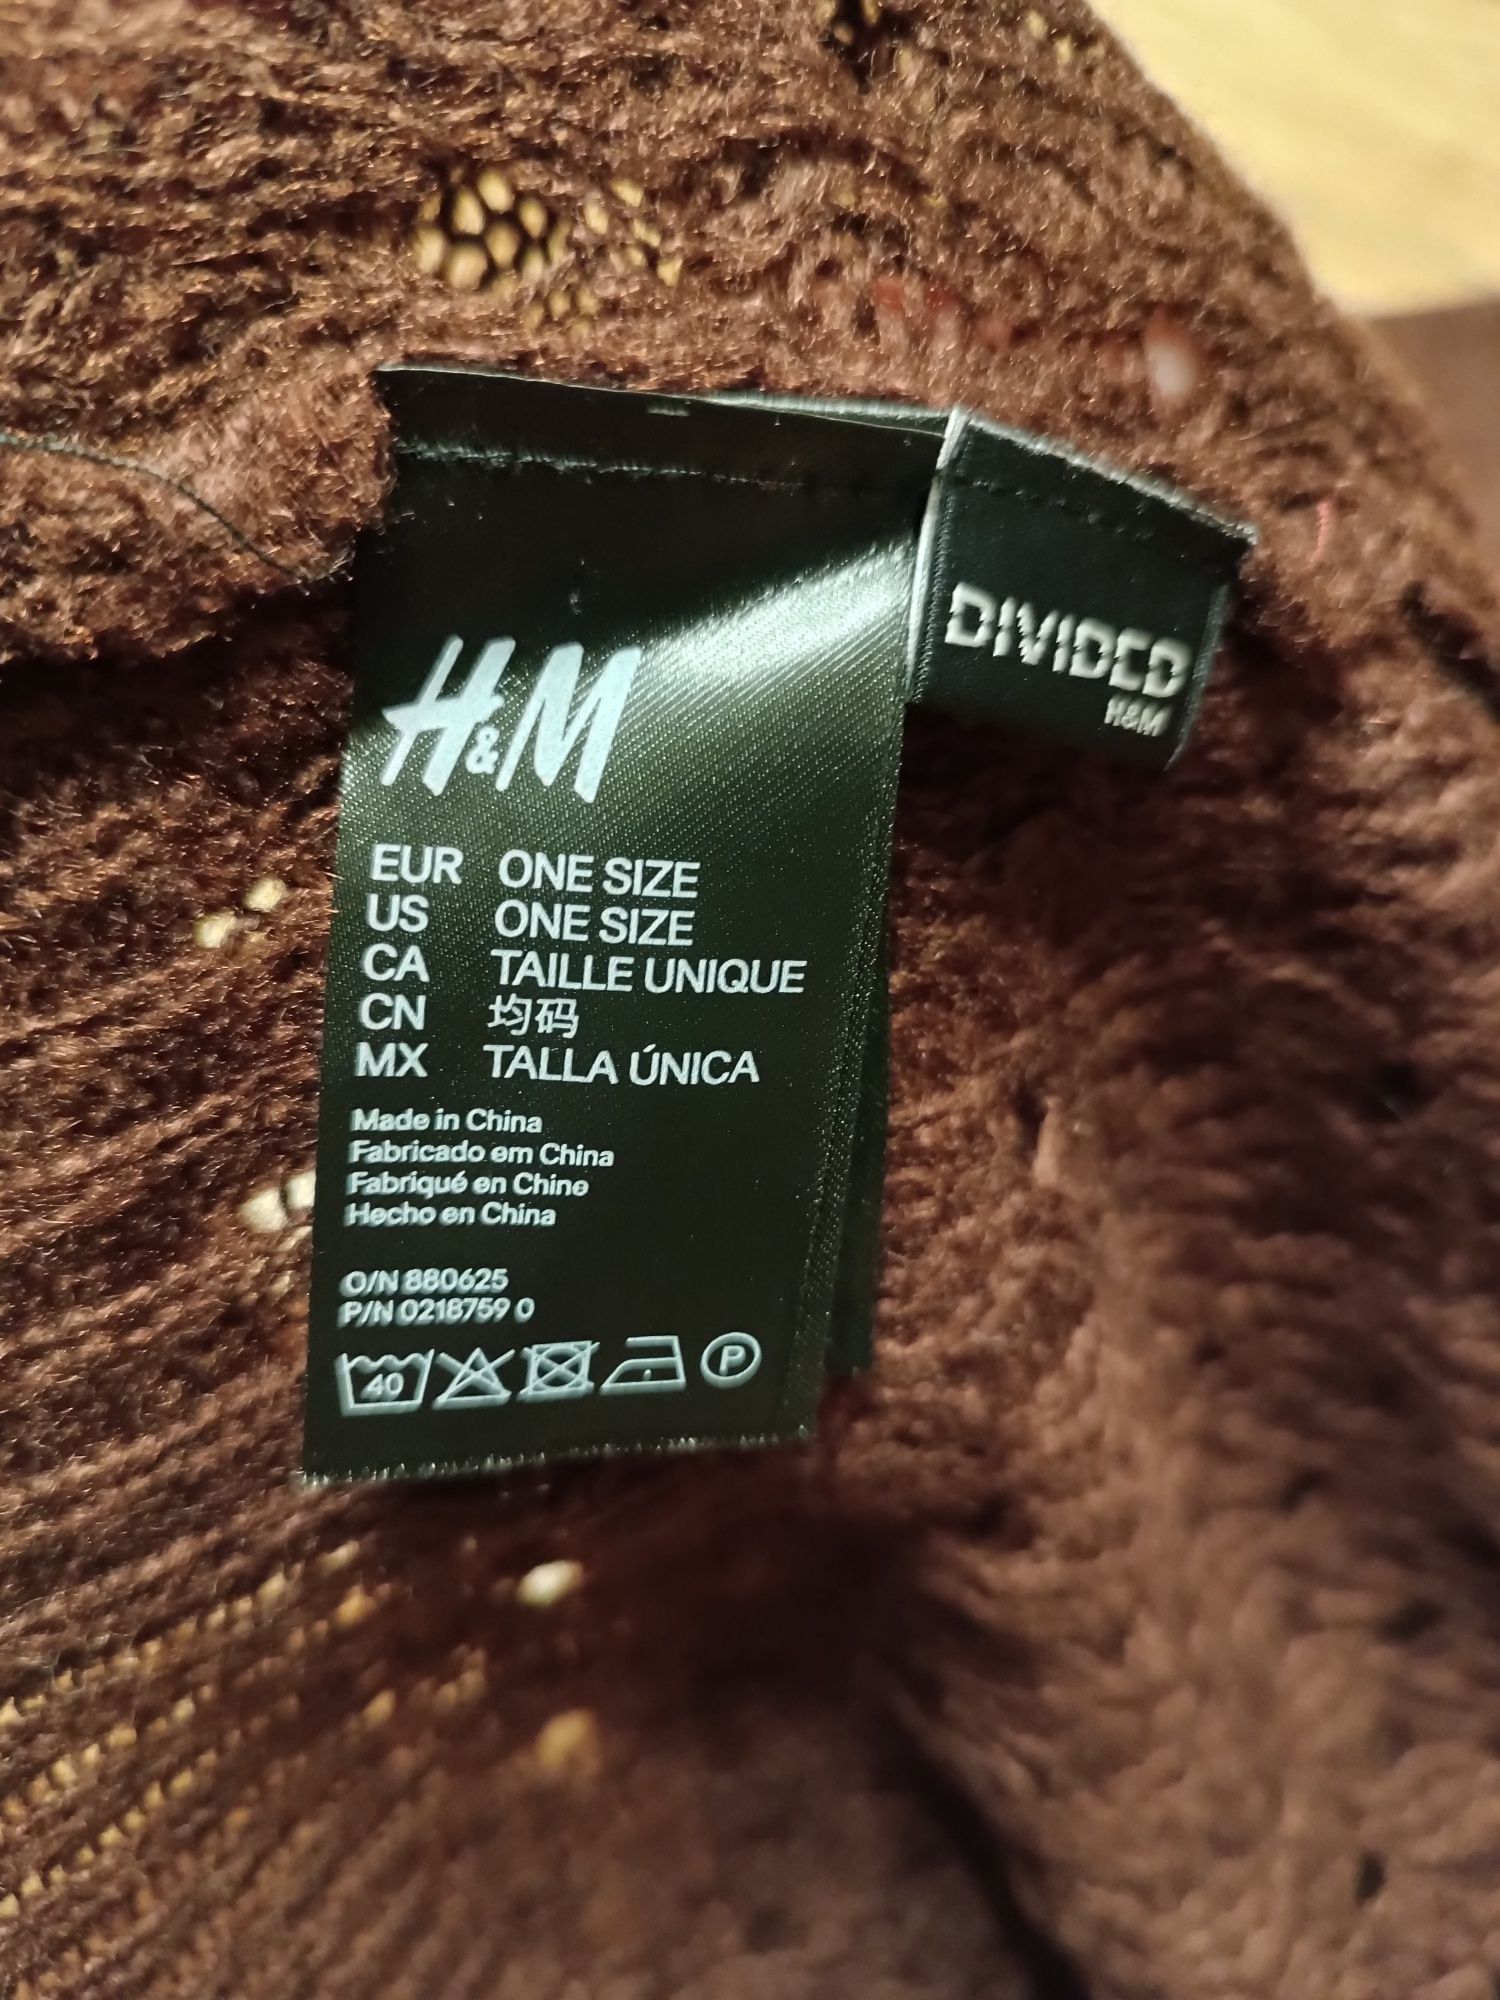 H&M
DIVIDED
H&M
EUR ONE SIZE
US ONE SIZE
CA TAILLE UNIQUE
CN 均码
MX TALLA ÚNICA
Made in China
Fabricado em China
Fabriqué en Chine
Hecho en China
O/N 880625
P/N 0218759 0
40
P